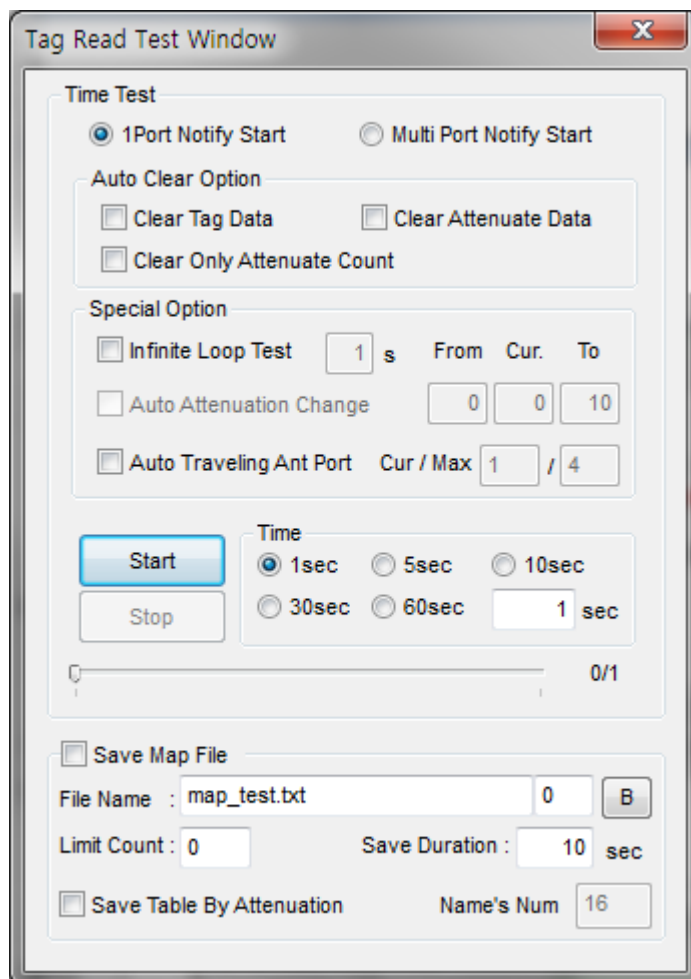 Tag Read Test Window
Time Test
1Port Notify Start Multi Port Notify Start
Auto Clear Option
Clear Tag Data Clear Attenuate Data
Clear Only Attenuate Count
Special Option
Infinite Loop Test 1 s From Cur. To
Auto Attenuation Change 0 0 10
Auto Traveling Ant Port Cur / Max 1 / 4
Time
Start 1sec 5sec 10sec
Stop 30sec 60sec 1 sec
0/1
Save Map File
File Name : map_test.txt 0 B
Limit Count : 0 Save Duration : 10 sec
Save Table By Attenuation Name's Num 16